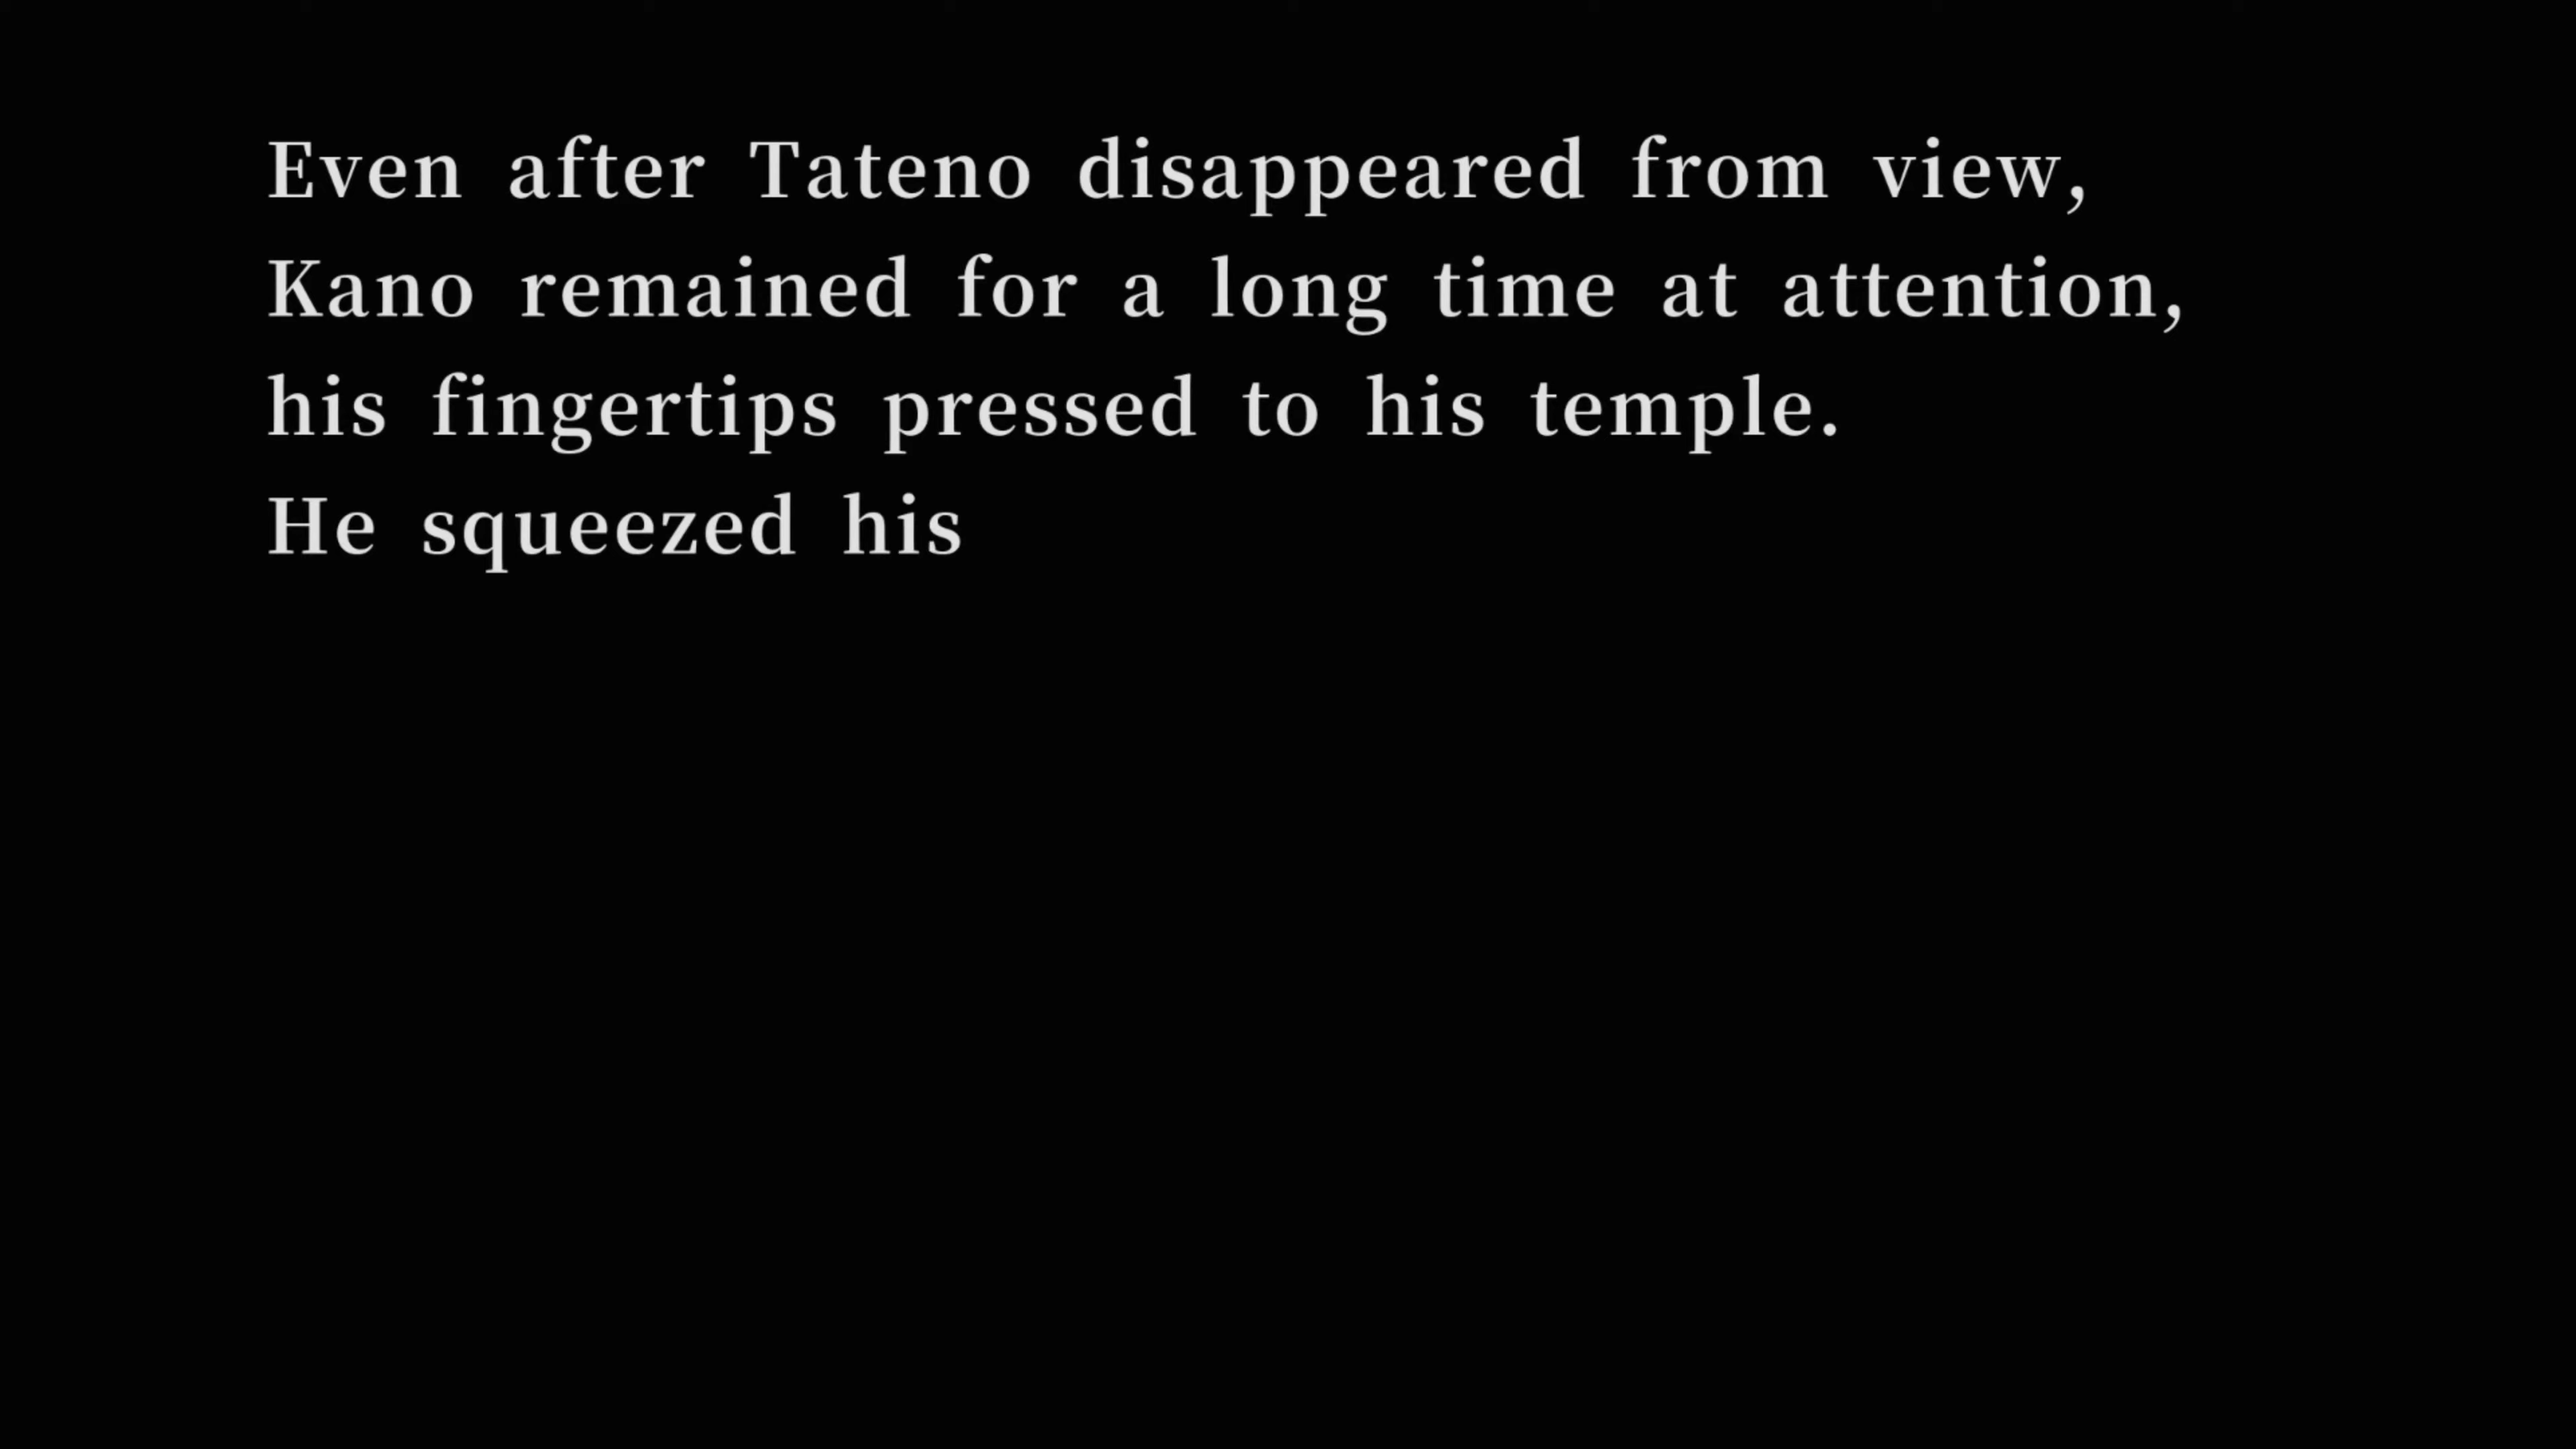 Even after Tateno disappeared from view,
Kano remained for a long time at attention,
his fingertips pressed to his temple.
He squeezed his